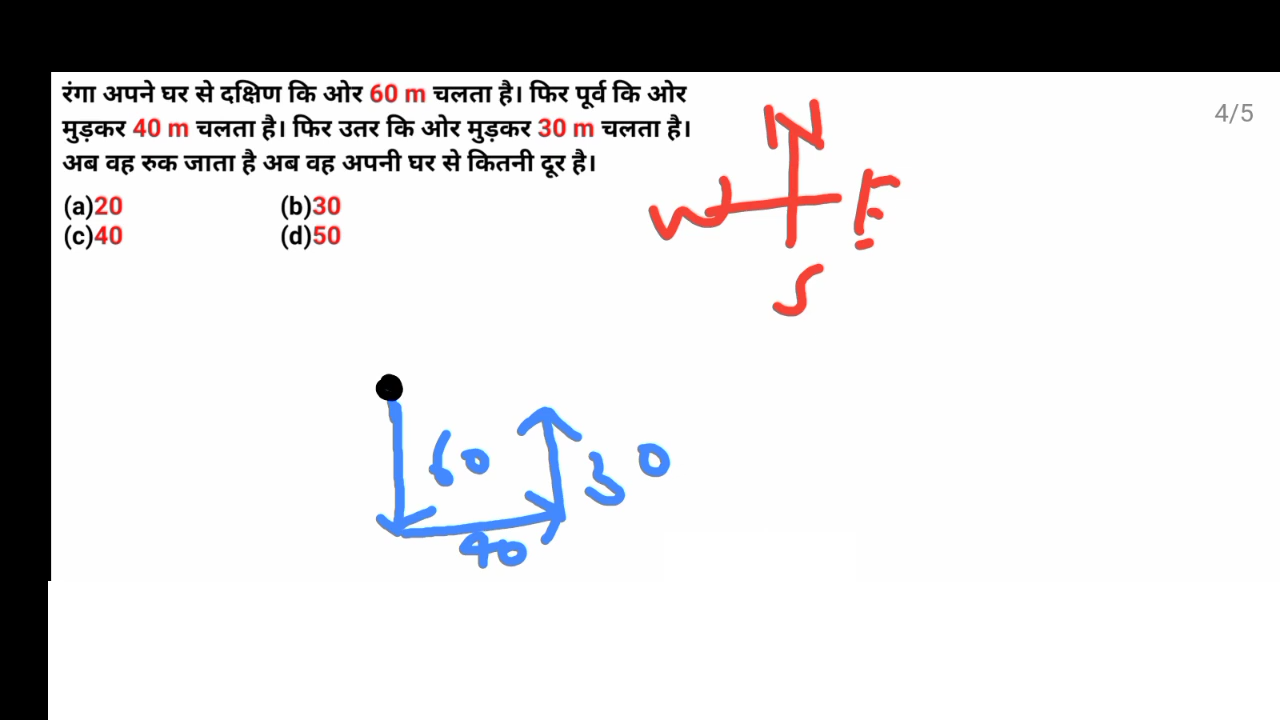 रंगा अपने घर से दक्षिण कि ओर 60 m चलता है। फिर पूर्व कि ओर
मुड़कर 40 m चलता है। फिर उतर कि ओर मुड़कर 30 m चलता है।
अब वह रुक जाता है अब वह अपनी घर से कितनी दूर है।
(a)20 (b)30
(c)40 (d)50
4/5
N
W E
S
60 30
40